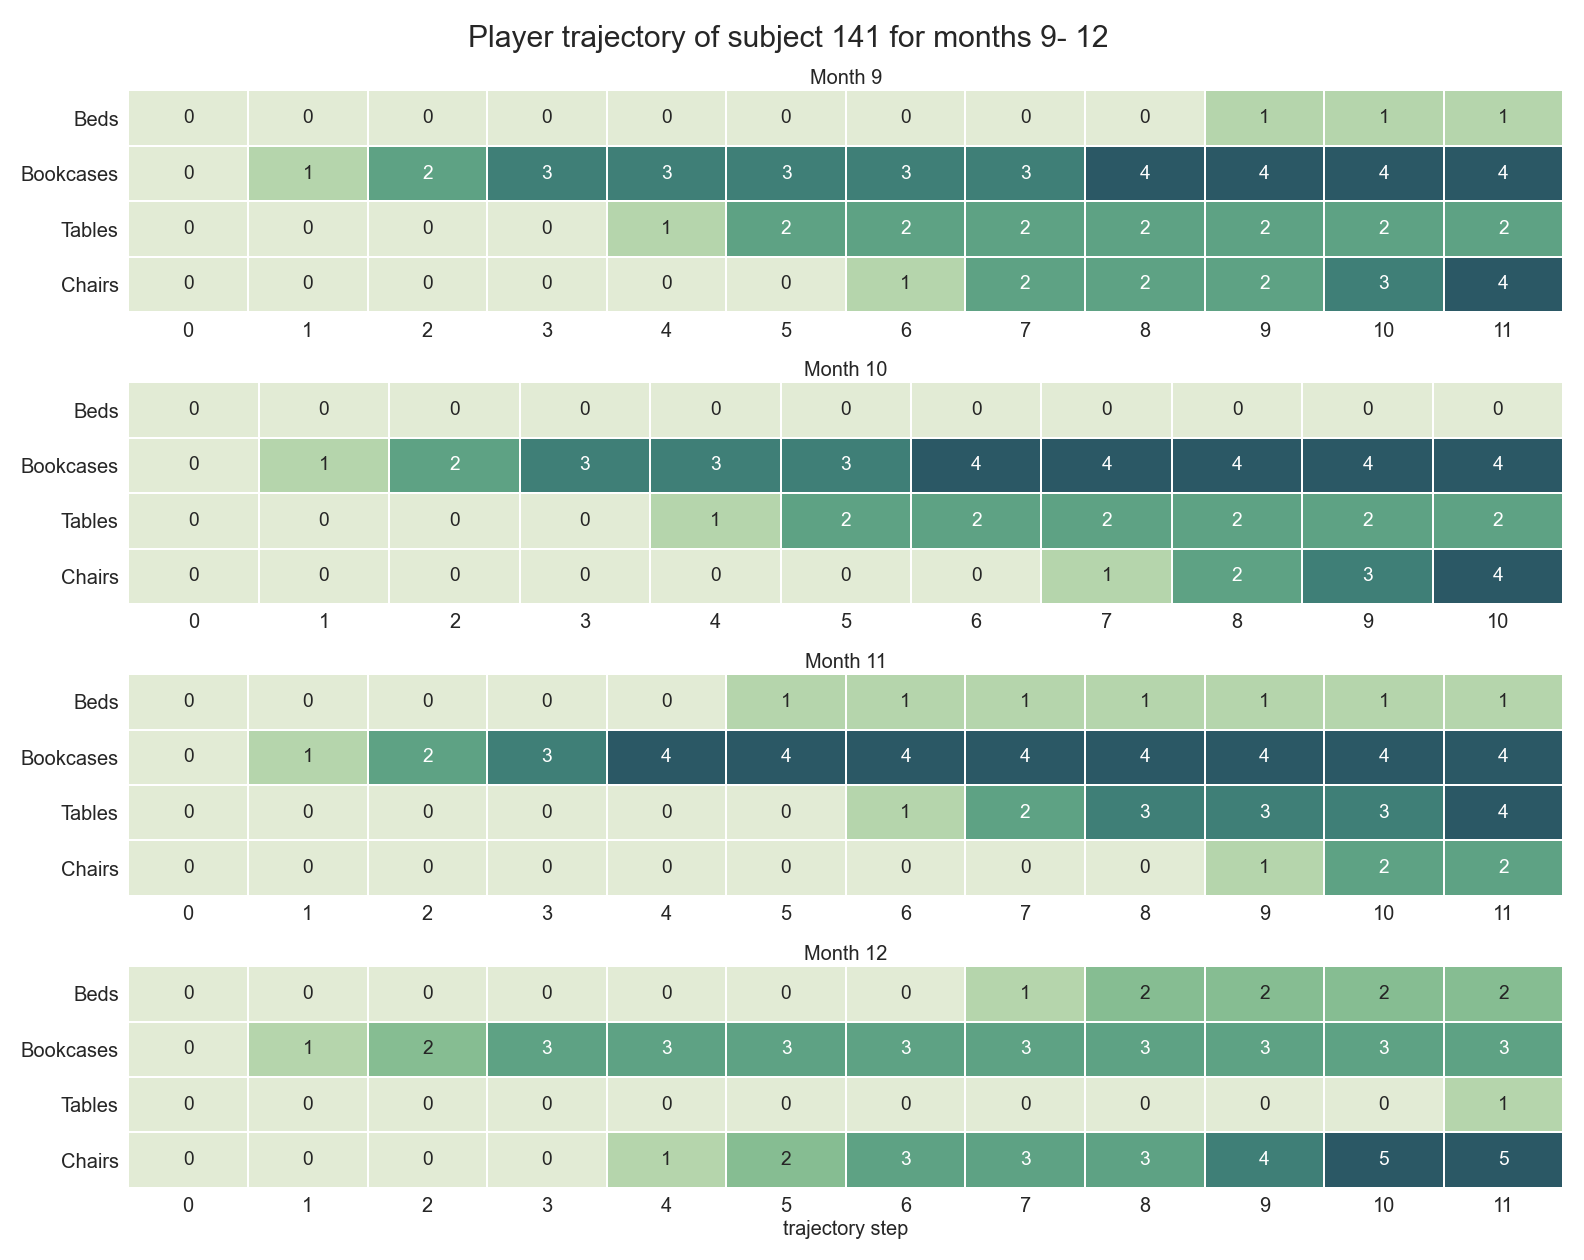 Player trajectory of subject 141 for months 9- 12
Month 9
Beds 0 0 0 0 0 0 0 0 0 1 1 1
Bookcases 0 1 2 3 3 3 3 3 4 4 4 4
Tables 0 0 0 0 1 2 2 2 2 2 2 2
Chairs 0 0 0 0 0 0 1 2 2 2 3 4
0 1 2 3 4 5 6 7 8 9 10 11
Month 10
Beds 0 0 0 0 0 0 0 0 0 0 0
Bookcases 0 1 2 3 3 3 4 4 4 4 4
Tables 0 0 0 0 1 2 2 2 2 2 2
Chairs 0 0 0 0 0 0 0 1 2 3 4
0 1 2 3 4 5 6 7 8 9 10
Month 11
Beds 0 0 0 0 0 1 1 1 1 1 1 1
Bookcases 0 1 2 3 4 4 4 4 4 4 4 4
Tables 0 0 0 0 0 0 1 2 3 3 3 4
Chairs 0 0 0 0 0 0 0 0 0 1 2 2
0 1 2 3 4 5 6 7 8 9 10 11
Month 12
Beds 0 0 0 0 0 0 0 1 2 2 2 2
Bookcases 0 1 2 3 3 3 3 3 3 3 3 3
Tables 0 0 0 0 0 0 0 0 0 0 0 1
Chairs 0 0 0 0 1 2 3 3 3 4 5 5
0 1 2 3 4 5 6 7 8 9 10 11
trajectory step